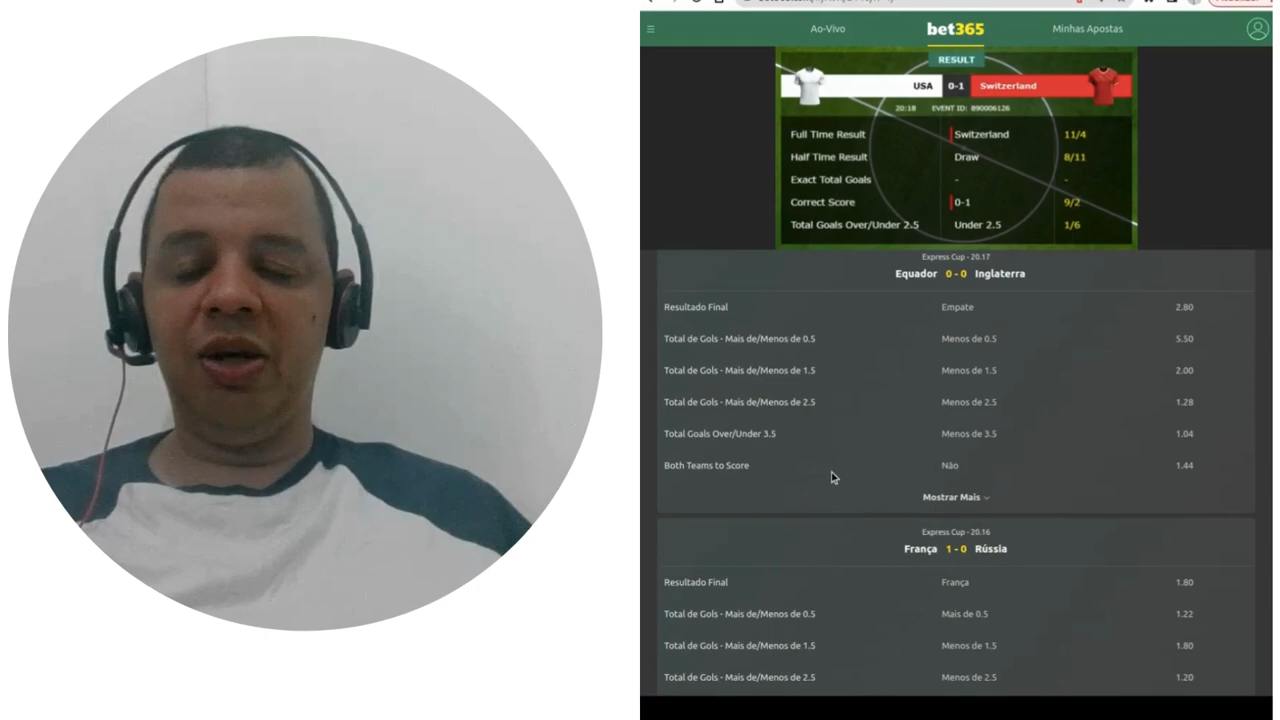 Ao-Vivo
bet365
Minhas Apostas
RESULT
USA 0-1 Switzerland
20:18 EVENT ID: 890006126
Full Time Result Switzerland 11/4
Half Time Result Draw 8/11
Exact Total Goals - -
Correct Score 0-1 9/2
Total Goals Over/Under 2.5 Under 2.5 1/6
Express Cup - 20.17
Equador 0 - 0 Inglaterra
Resultado Final Empate 2.80
Total de Gols - Mais de/Menos de 0.5 Menos de 0.5 5.50
Total de Gols - Mais de/Menos de 1.5 Menos de 1.5 2.00
Total de Gols - Mais de/Menos de 2.5 Menos de 2.5 1.28
Total Goals Over/Under 3.5 Menos de 3.5 1.04
Both Teams to Score Não 1.44
Mostrar Mais
Express Cup - 20.16
França 1 - 0 Rússia
Resultado Final França 1.80
Total de Gols - Mais de/Menos de 0.5 Mais de 0.5 1.22
Total de Gols - Mais de/Menos de 1.5 Menos de 1.5 1.80
Total de Gols - Mais de/Menos de 2.5 Menos de 2.5 1.20